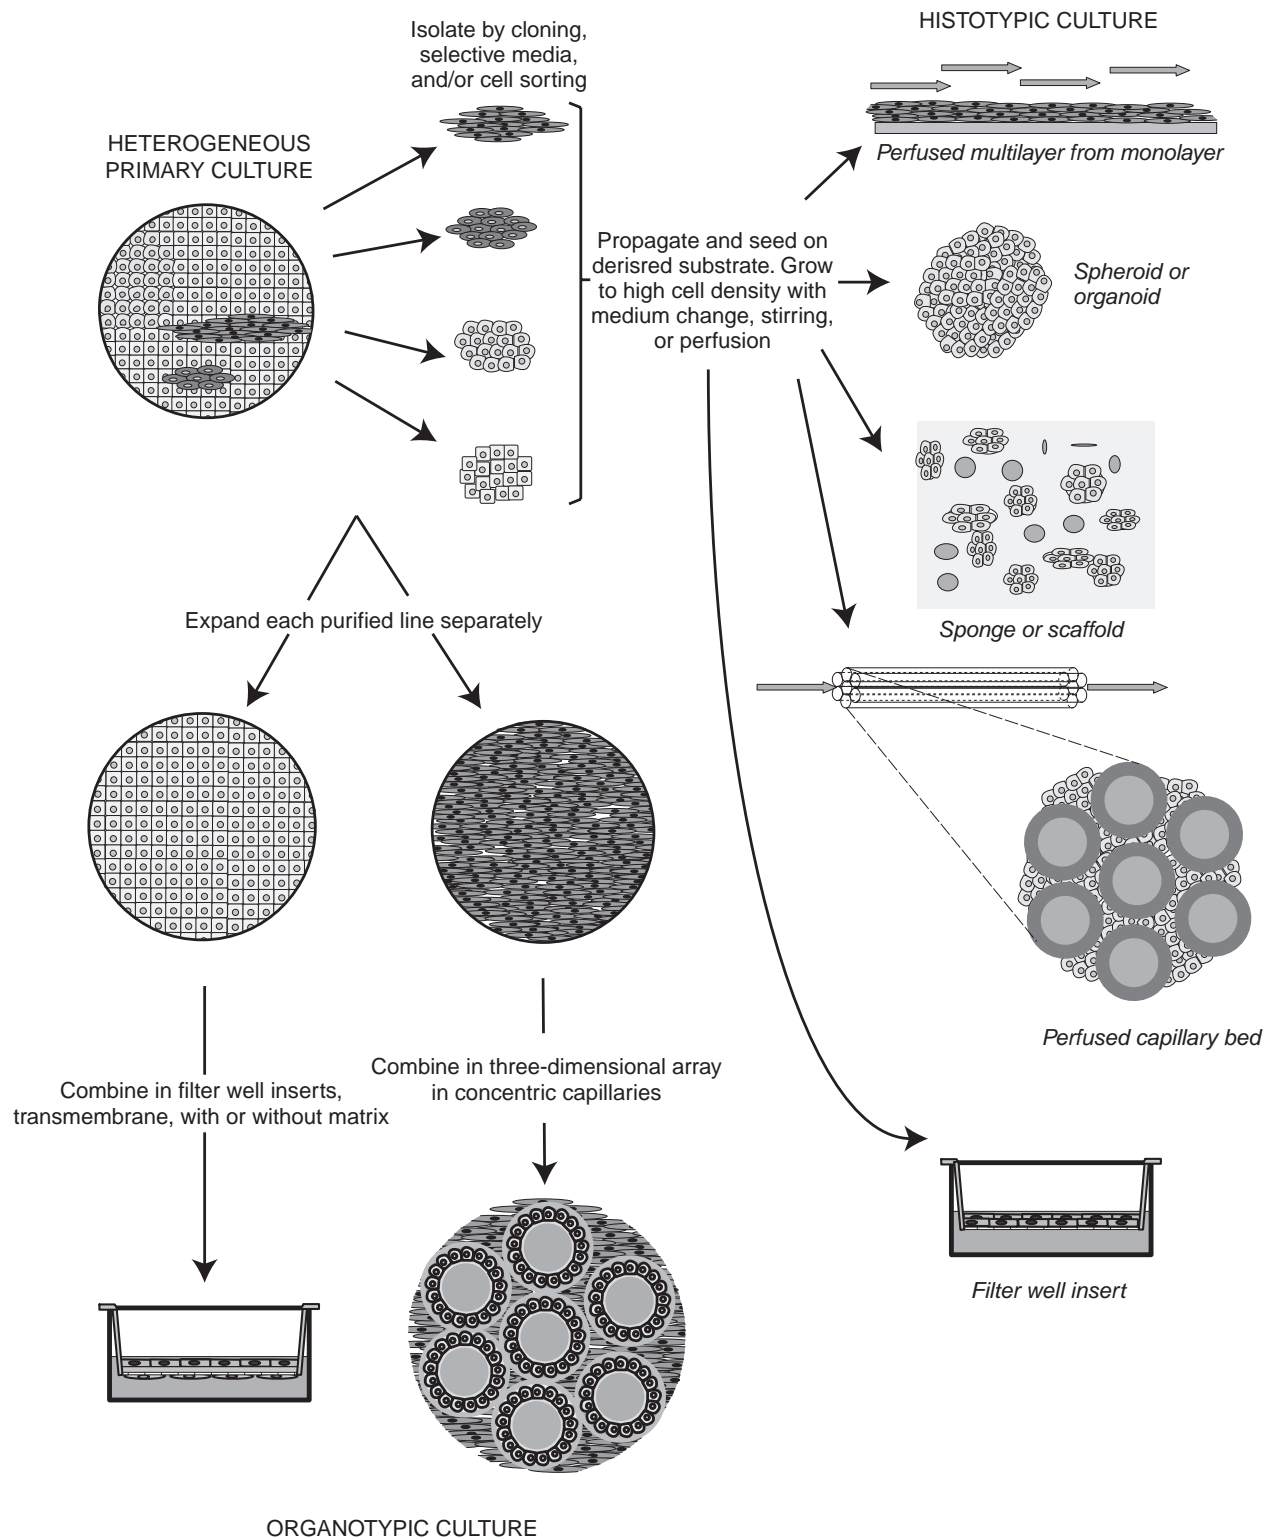 Isolate by cloning,
selective media,
and/or cell sorting
HISTOTYPIC CULTURE
HETEROGENEOUS
PRIMARY CULTURE
Perfused multilayer from monolayer
Propagate and seed on
derisred substrate. Grow
to high cell density with
medium change, stirring,
or perfusion
Spheroid or
organoid
Sponge or scaffold
Expand each purified line separately
Perfused capillary bed
Combine in filter well inserts,
transmembrane, with or without matrix
Combine in three-dimensional array
in concentric capillaries
Filter well insert
ORGANOTYPIC CULTURE